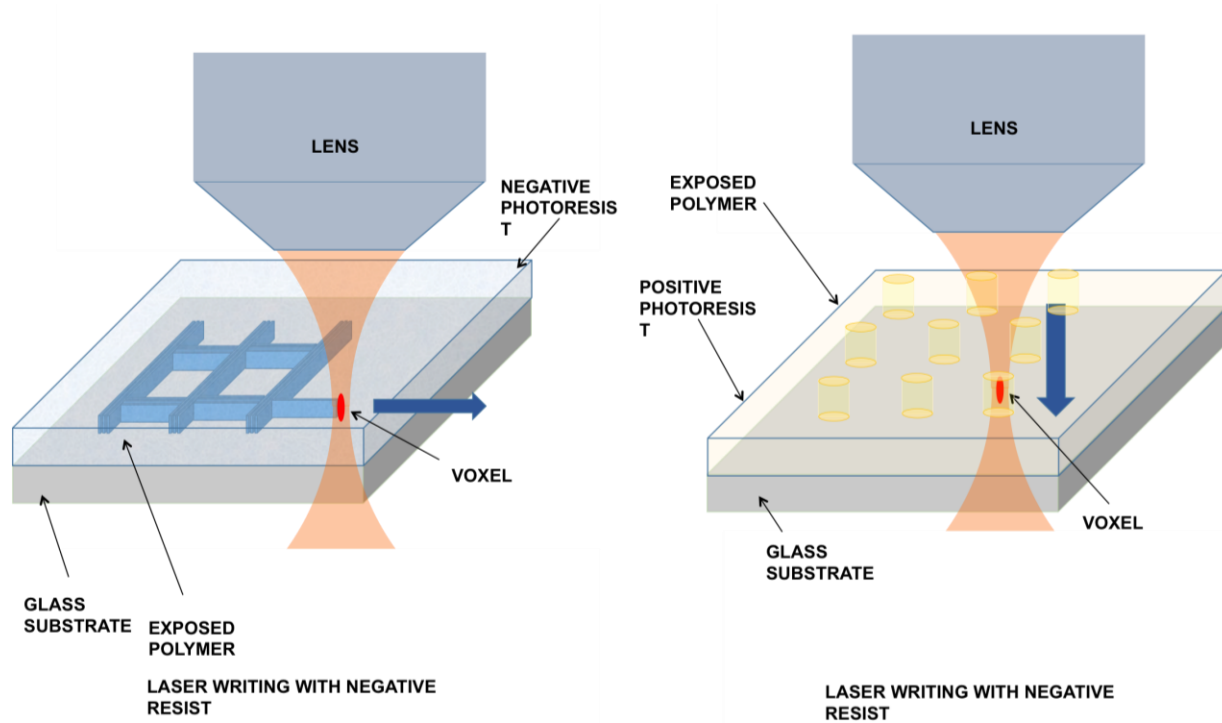 LENS
NEGATIVE
PHOTORESIS
T
VOXEL
GLASS
SUBSTRATE
EXPOSED
POLYMER
LASER WRITING WITH NEGATIVE
RESIST
LENS
EXPOSED
POLYMER
POSITIVE
PHOTORESIS
T
VOXEL
GLASS
SUBSTRATE
LASER WRITING WITH NEGATIVE
RESIST